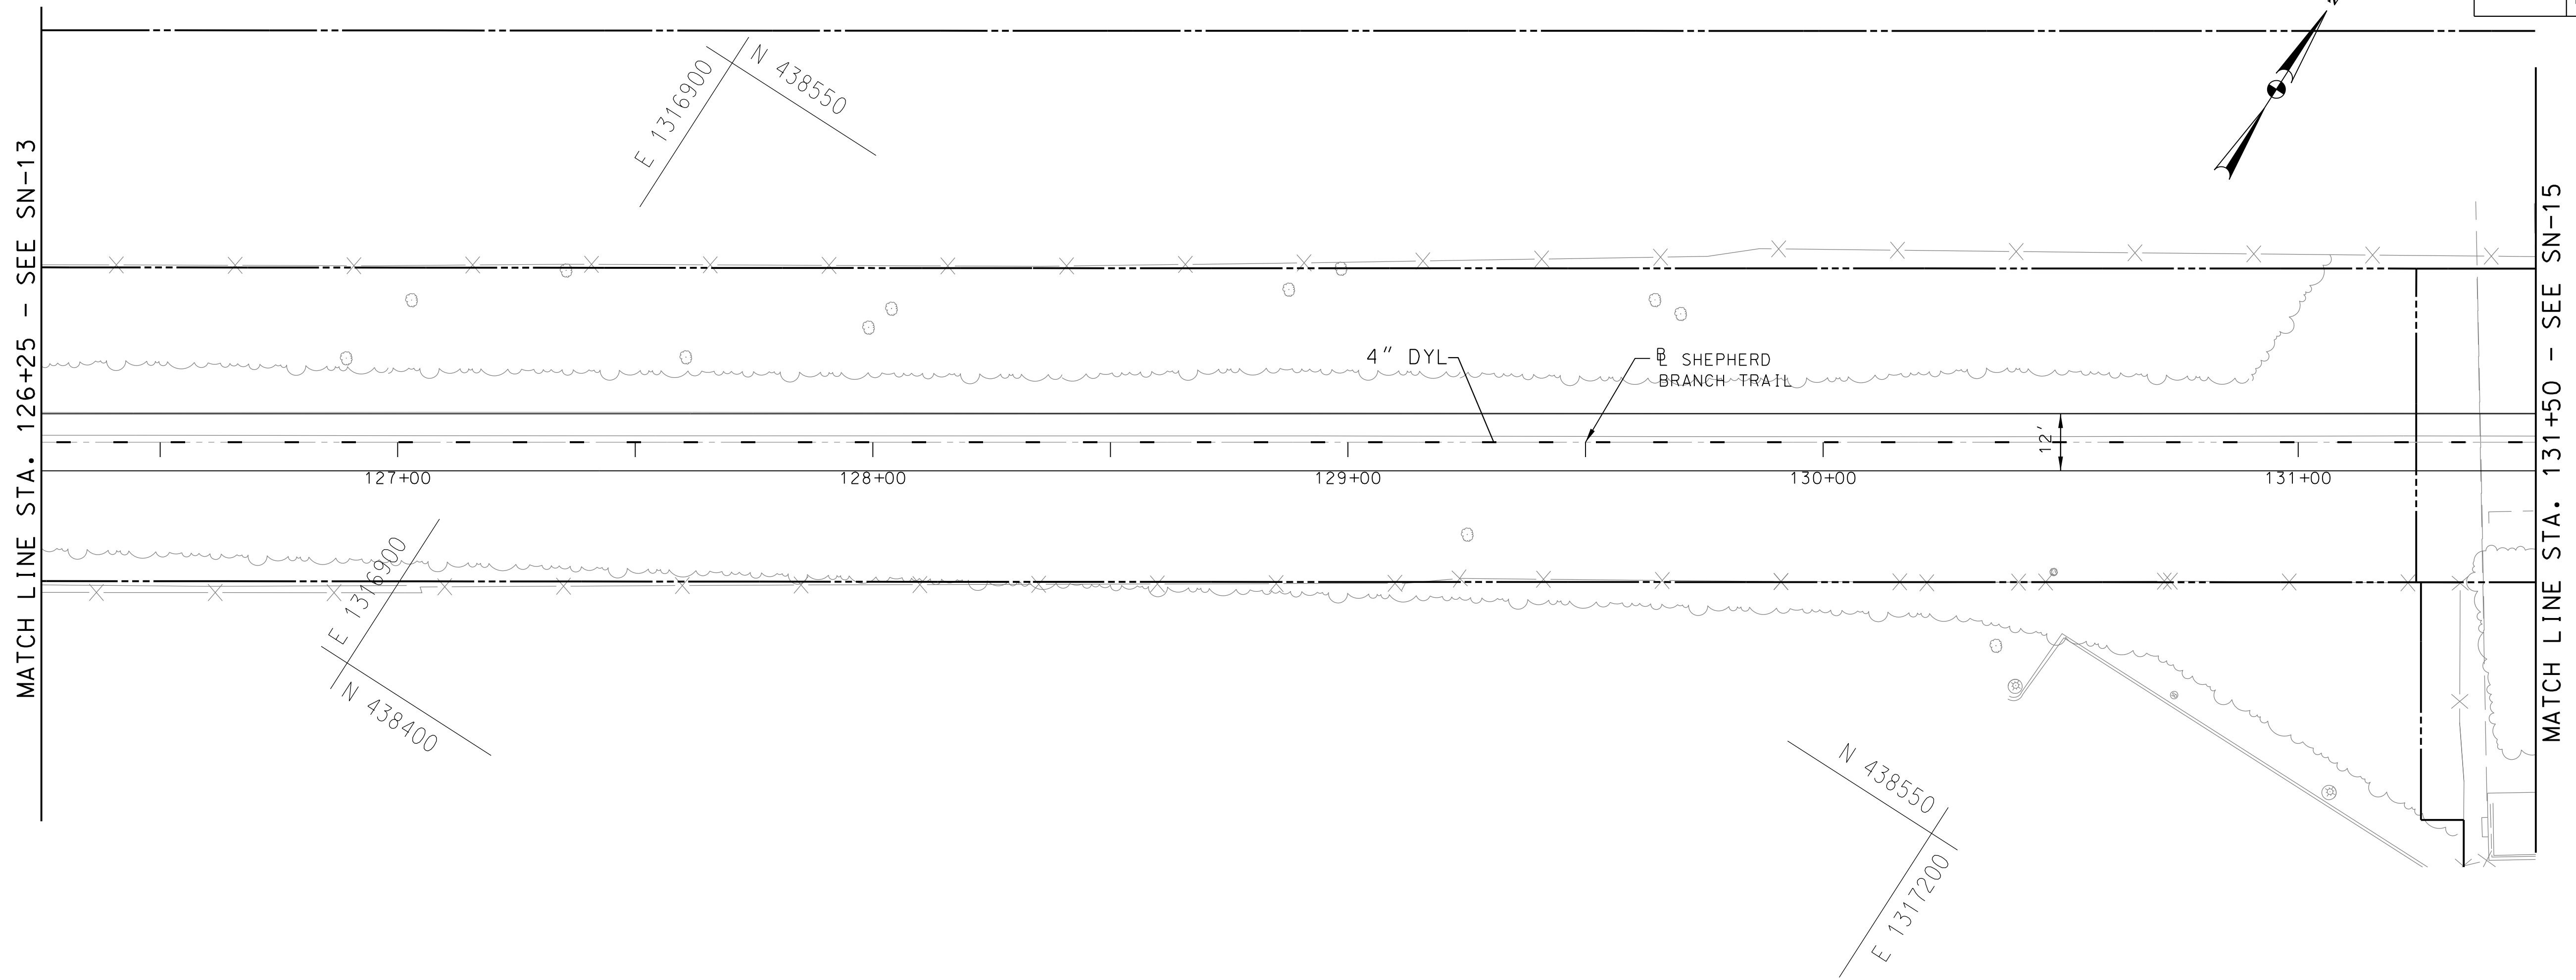 MATCH LINE STA. 126+25 - SEE SN-13
E 1316900
N 438550
4" DYL
BL SHEPHERD
BRANCH TRAIL
12'
127+00
128+00
129+00
130+00
131+00
E 1316900
N 438400
N 438550
E 1317200
MATCH LINE STA. 131+50 - SEE SN-15